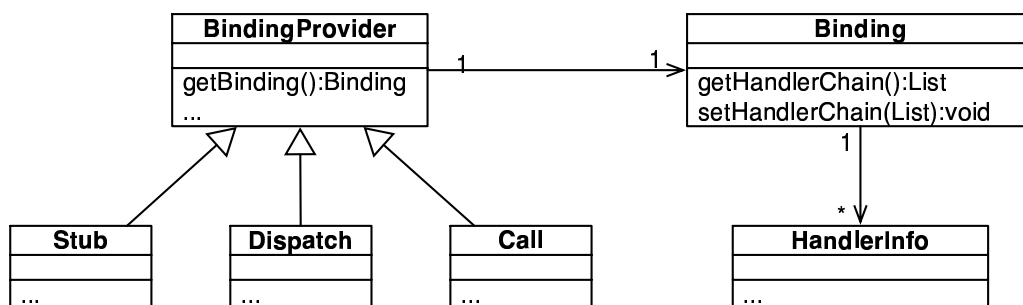 BindingProvider
getBinding():Binding
...
1
1
Binding
getHandlerChain():List
setHandlerChain(List):void
1
*
Stub
...
Dispatch
...
Call
...
HandlerInfo
...